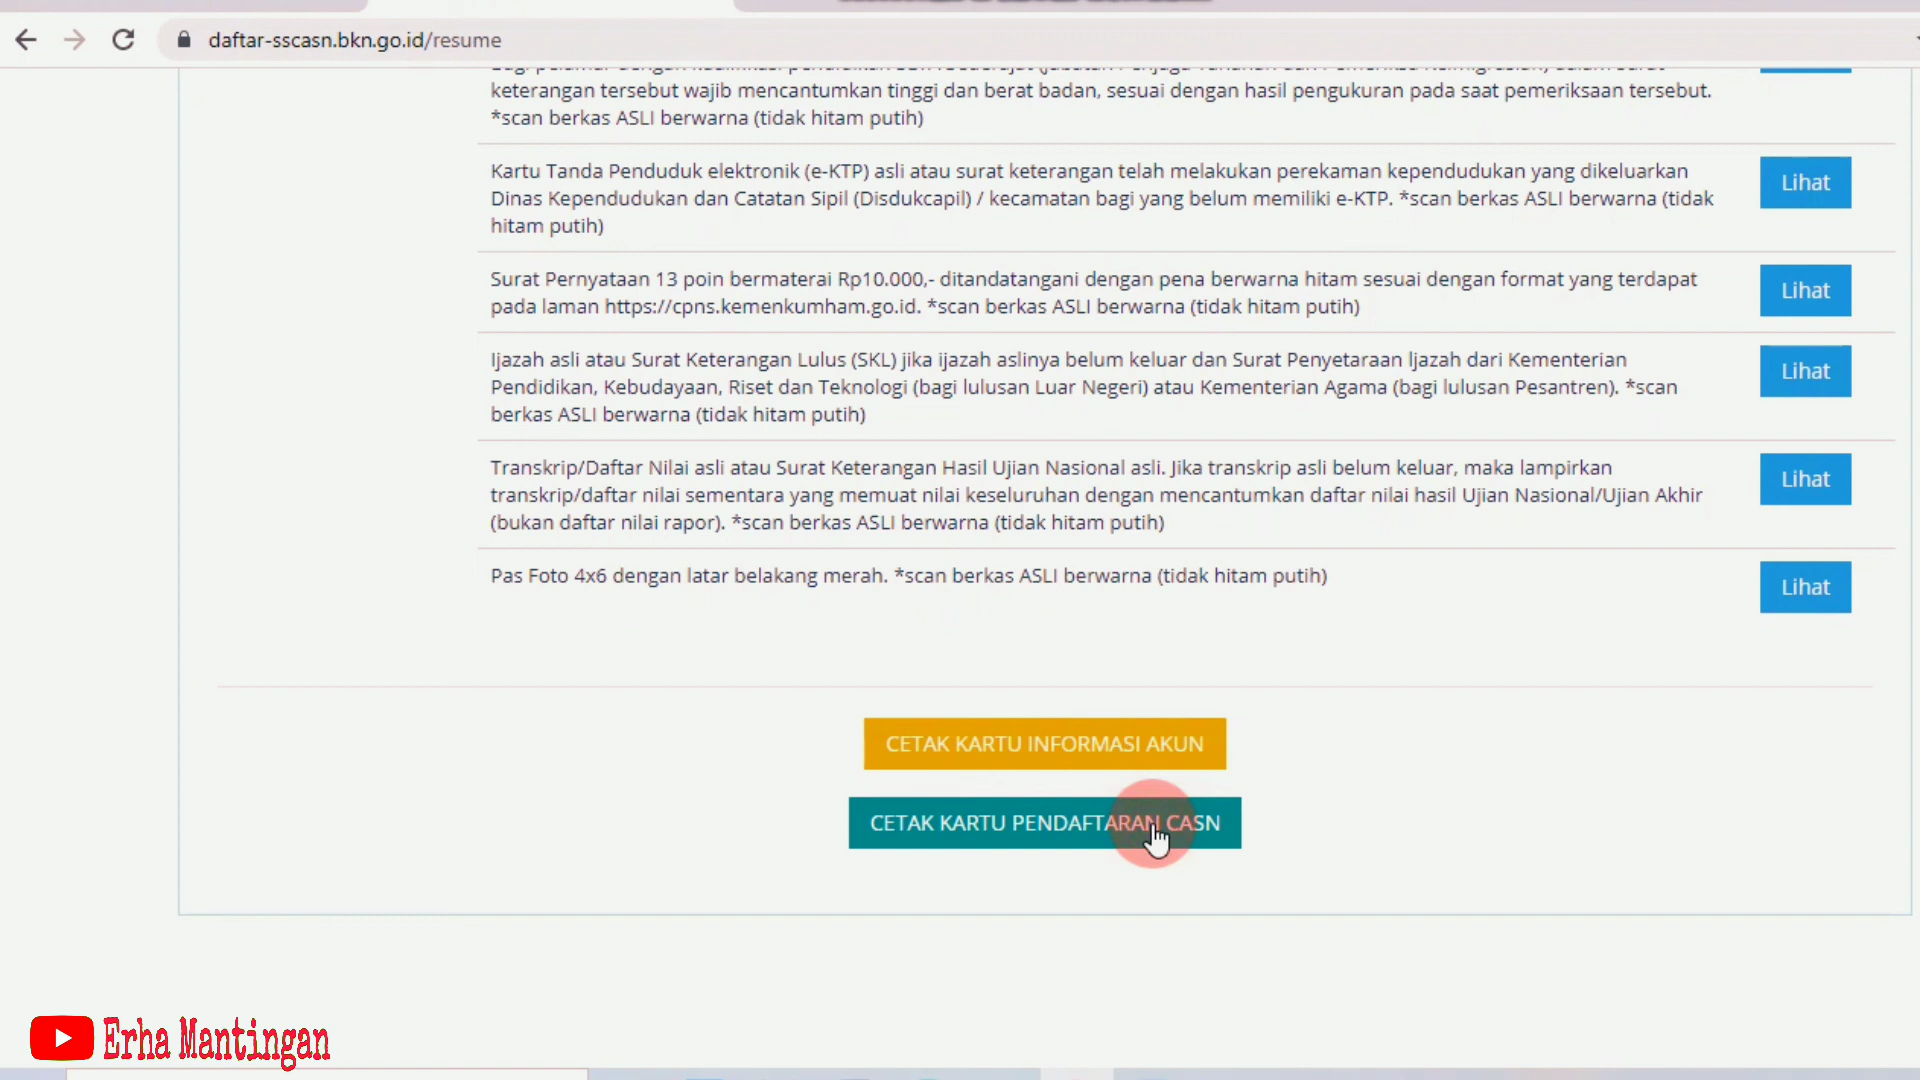 daftar-sscasn.bkn.go.id/resume
keterangan tersebut wajib mencantumkan tinggi dan berat badan, sesuai dengan hasil pengukuran pada saat pemeriksaan tersebut.
*scan berkas ASLI berwarna (tidak hitam putih)
Kartu Tanda Penduduk elektronik (e-KTP) asli atau surat keterangan telah melakukan perekaman kependudukan yang dikeluarkan
Dinas Kependudukan dan Catatan Sipil (Disdukcapil) / kecamatan bagi yang belum memiliki e-KTP. *scan berkas ASLI berwarna (tidak
hitam putih)
Lihat
Surat Pernyataan 13 poin bermaterai Rp10.000,- ditandatangani dengan pena berwarna hitam sesuai dengan format yang terdapat
pada laman https://cpns.kemenkumham.go.id. *scan berkas ASLI berwarna (tidak hitam putih)
Lihat
Ijazah asli atau Surat Keterangan Lulus (SKL) jika ijazah aslinya belum keluar dan Surat Penyetaraan Ijazah dari Kementerian
Pendidikan, Kebudayaan, Riset dan Teknologi (bagi lulusan Luar Negeri) atau Kementerian Agama (bagi lulusan Pesantren). *scan
berkas ASLI berwarna (tidak hitam putih)
Lihat
Transkrip/Daftar Nilai asli atau Surat Keterangan Hasil Ujian Nasional asli. Jika transkrip asli belum keluar, maka lampirkan
transkrip/daftar nilai sementara yang memuat nilai keseluruhan dengan mencantumkan daftar nilai hasil Ujian Nasional/Ujian Akhir
(bukan daftar nilai rapor). *scan berkas ASLI berwarna (tidak hitam putih)
Lihat
Pas Foto 4x6 dengan latar belakang merah. *scan berkas ASLI berwarna (tidak hitam putih)
Lihat
CETAK KARTU INFORMASI AKUN
CETAK KARTU PENDAFTARAN CASN
Erha Mantingan